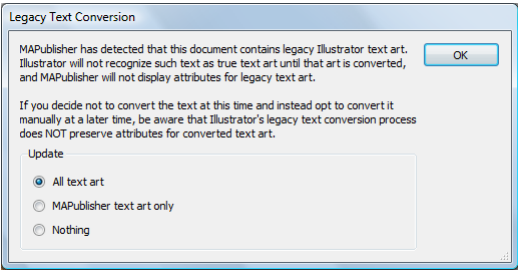 Legacy Text Conversion
MAPublisher has detected that this document contains legacy Illustrator text art.
Illustrator will not recognize such text as true text art until that art is converted,
and MAPublisher will not display attributes for legacy text art.
OK
If you decide not to convert the text at this time and instead opt to convert it
manually at a later time, be aware that Illustrator's legacy text conversion process
does NOT preserve attributes for converted text art.
Update
All text art
MAPublisher text art only
Nothing